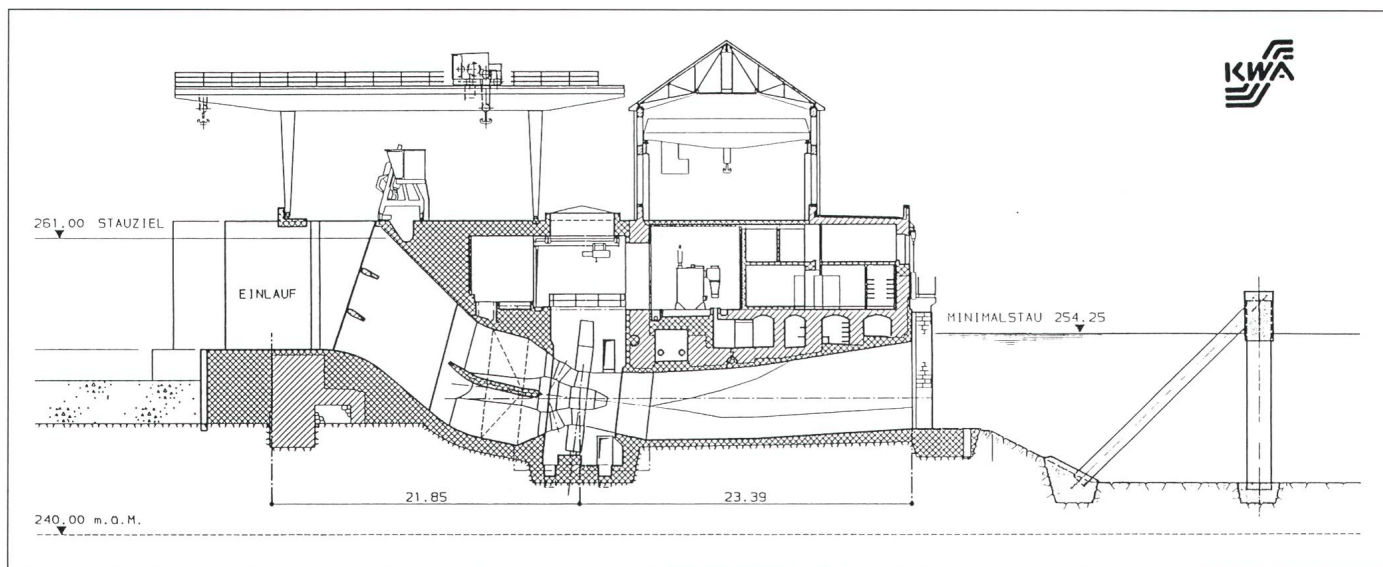 KWA
261.00 STAUZIEL
EINLAUF
MINIMALSTAU 254.25
21.85
23.39
240.00 m.ü.M.